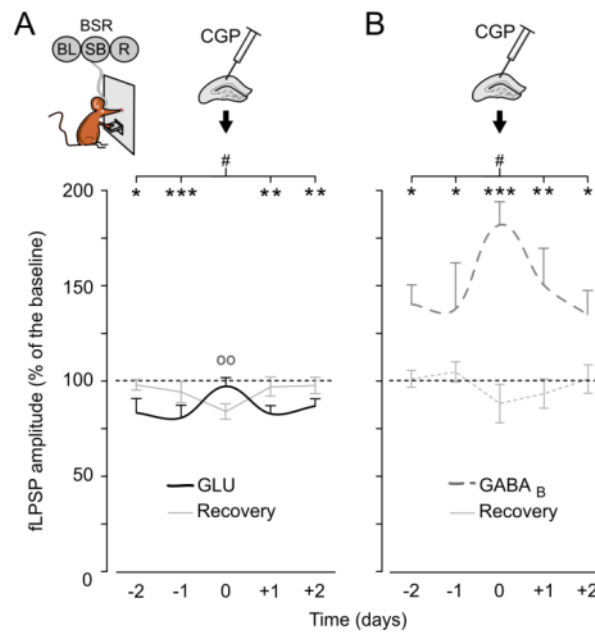 A
BSR
BL SB R
CGP
#
* *** ** **
fLPSP amplitude (% of the baseline)
200
150
100
50
0
oo
GLU
Recovery
-2 -1 0 +1 +2
B
CGP
#
* * *** ** *
GABA B
Recovery
-2 -1 0 +1 +2
Time (days)